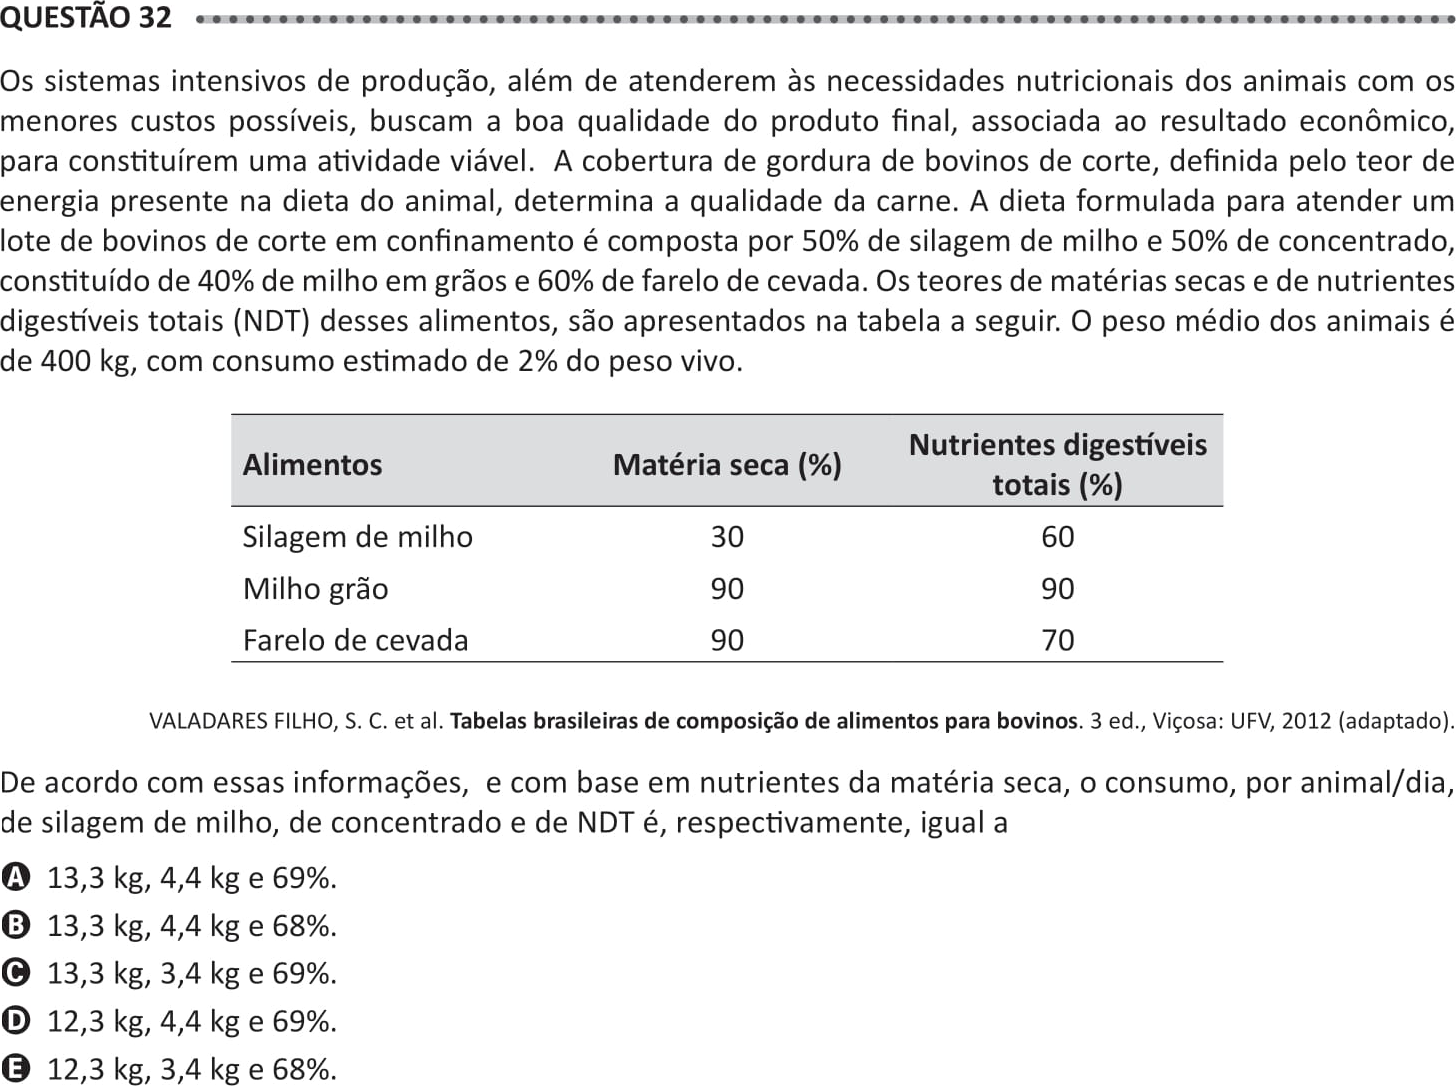 QUESTÃO 32
Os sistemas intensivos de produção, além de atenderem às necessidades nutricionais dos animais com os
menores custos possíveis, buscam a boa qualidade do produto final, associada ao resultado econômico,
para constituírem uma atividade viável. A cobertura de gordura de bovinos de corte, definida pelo teor de
energia presente na dieta do animal, determina a qualidade da carne. A dieta formulada para atender um
lote de bovinos de corte em confinamento é composta por 50% de silagem de milho e 50% de concentrado,
constituído de 40% de milho em grãos e 60% de farelo de cevada. Os teores de matérias secas e de nutrientes
digestíveis totais (NDT) desses alimentos, são apresentados na tabela a seguir. O peso médio dos animais é
de 400 kg, com consumo estimado de 2% do peso vivo.
Alimentos Matéria seca (%) Nutrientes digestíveis
totais (%)
Silagem de milho 30 60
Milho grão 90 90
Farelo de cevada 90 70
VALADARES FILHO, S. C. et al. Tabelas brasileiras de composição de alimentos para bovinos. 3 ed., Viçosa: UFV, 2012 (adaptado).
De acordo com essas informações, e com base em nutrientes da matéria seca, o consumo, por animal/dia,
de silagem de milho, de concentrado e de NDT é, respectivamente, igual a
A 13,3 kg, 4,4 kg e 69%.
B 13,3 kg, 4,4 kg e 68%.
C 13,3 kg, 3,4 kg e 69%.
D 12,3 kg, 4,4 kg e 69%.
E 12,3 kg, 3,4 kg e 68%.